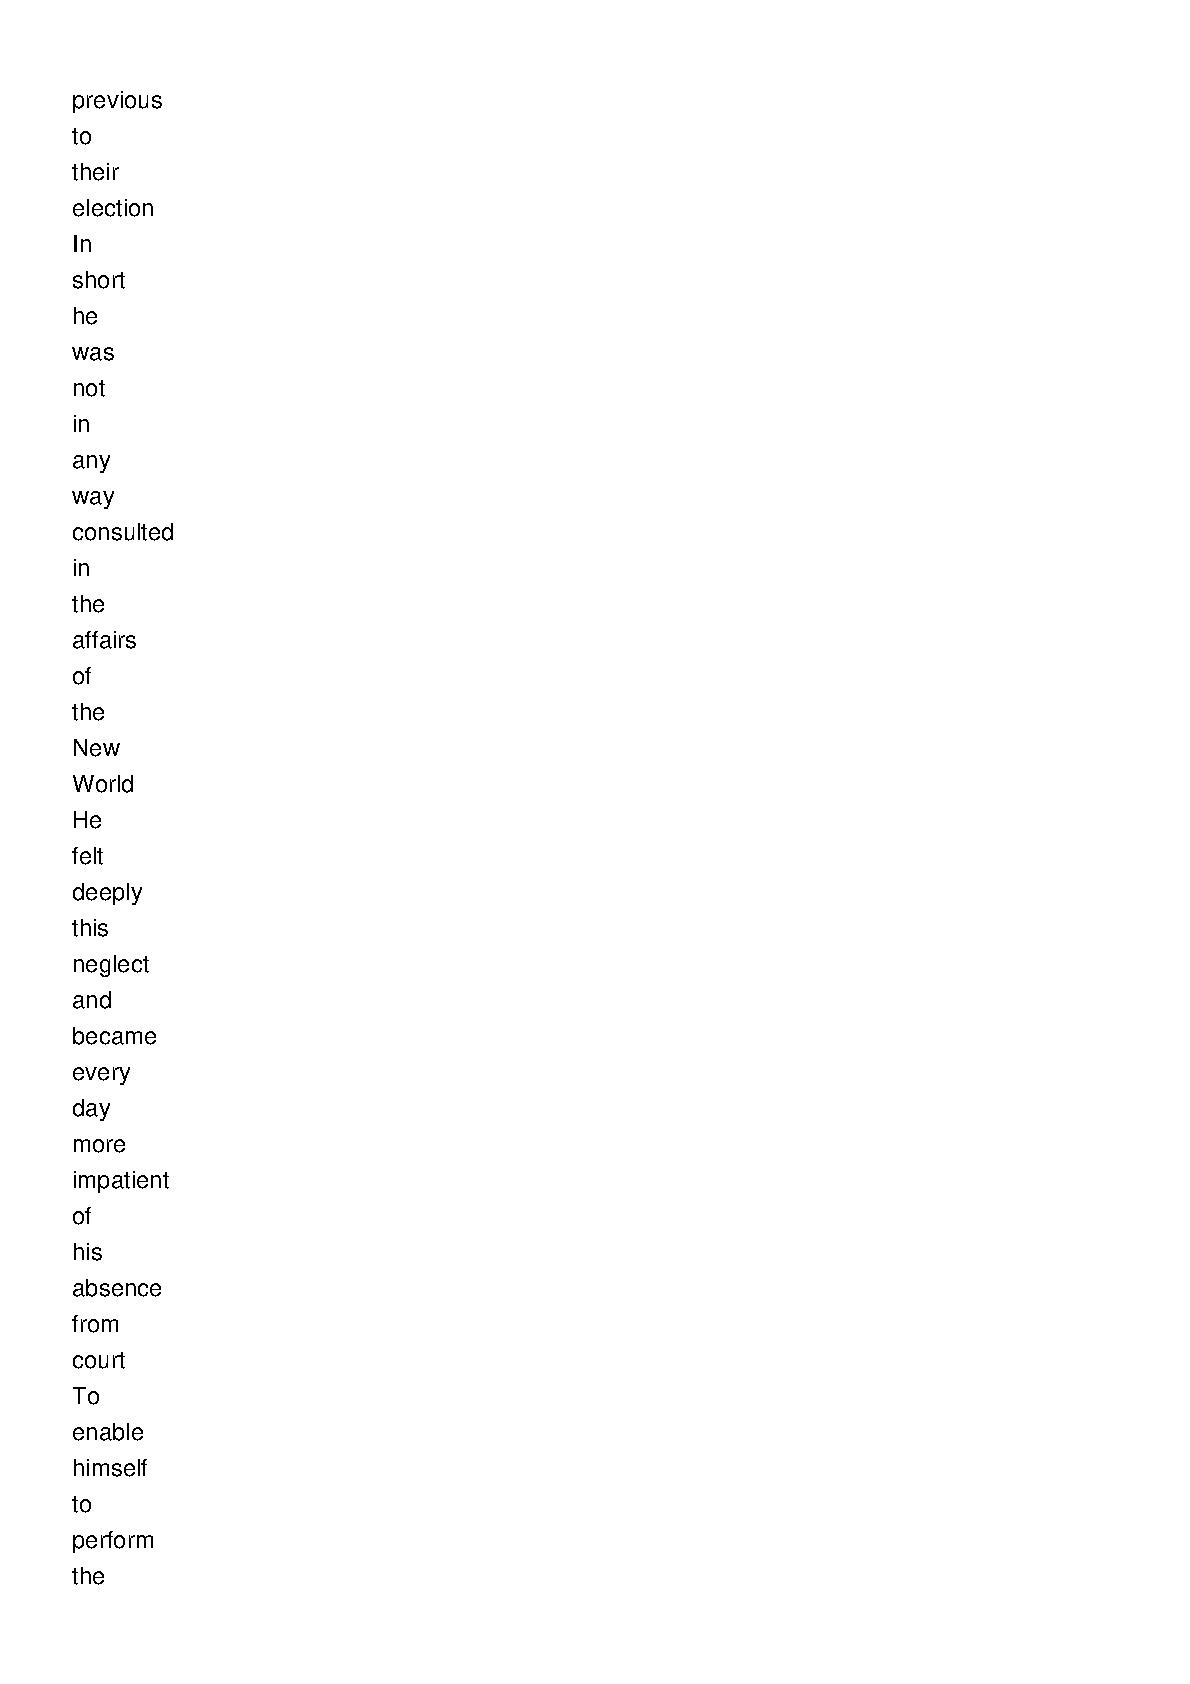 previous
to
their
election
In
short
he
was
not
in
any
way
consulted
in
the
affairs
of
the
New
World
He
felt
deeply
this
neglect
and
became
every
day
more
impatient
of
his
absence
from
court
To
enable
himself
to
perform
the